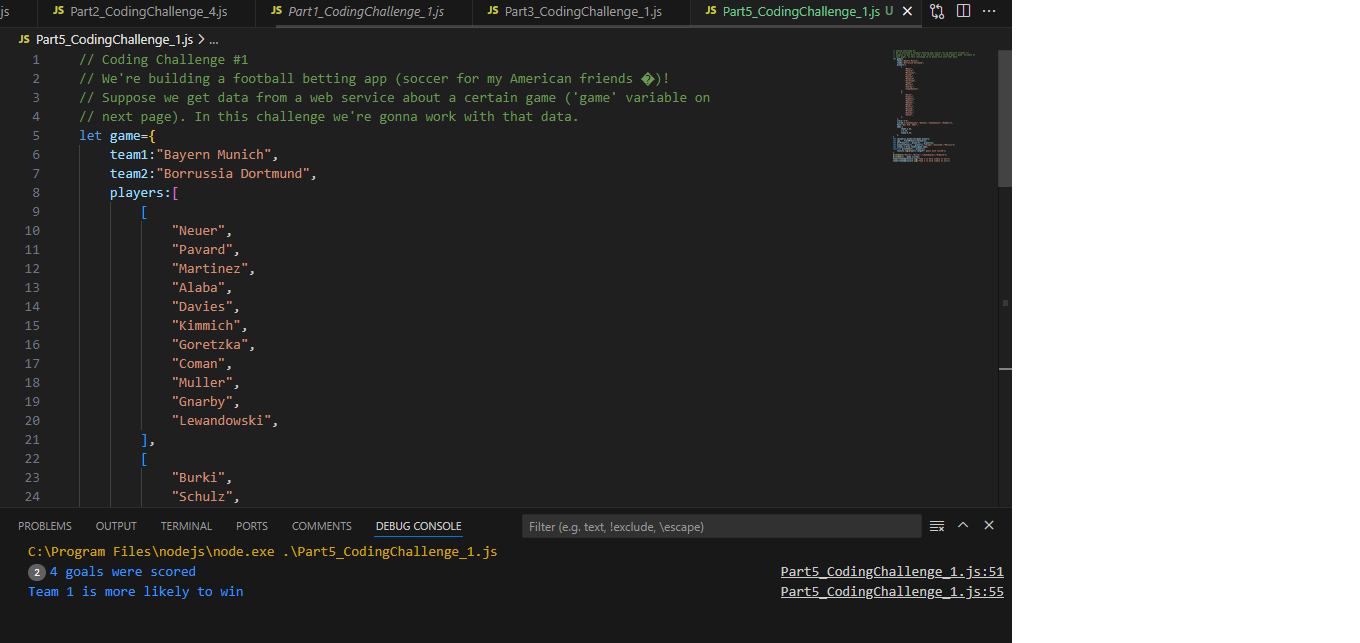 js JS Part2_CodingChallenge_4.js JS Part1_CodingChallenge_1.js JS Part3_CodingChallenge_1.js JS Part5_CodingChallenge_1.js U
JS Part5_CodingChallenge_1.js > ...
1 // Coding Challenge #1
2 // We're building a football betting app (soccer for my American friends �)!
3 // Suppose we get data from a web service about a certain game ('game' variable on
4 // next page). In this challenge we're gonna work with that data.
5 let game={
6 team1:"Bayern Munich",
7 team2:"Borrussia Dortmund",
8 players:[
9 [
10 "Neuer",
11 "Pavard",
12 "Martinez",
13 "Alaba",
14 "Davies",
15 "Kimmich",
16 "Goretzka",
17 "Coman",
18 "Muller",
19 "Gnarby",
20 "Lewandowski",
21 ],
22 [
23 "Burki",
24 "Schulz",
PROBLEMS OUTPUT TERMINAL PORTS COMMENTS DEBUG CONSOLE Filter (e.g. text, !exclude, \escape)
C:\Program Files\nodejs\node.exe .\Part5_CodingChallenge_1.js
2 4 goals were scored Part5_CodingChallenge_1.js:51
Team 1 is more likely to win Part5_CodingChallenge_1.js:55